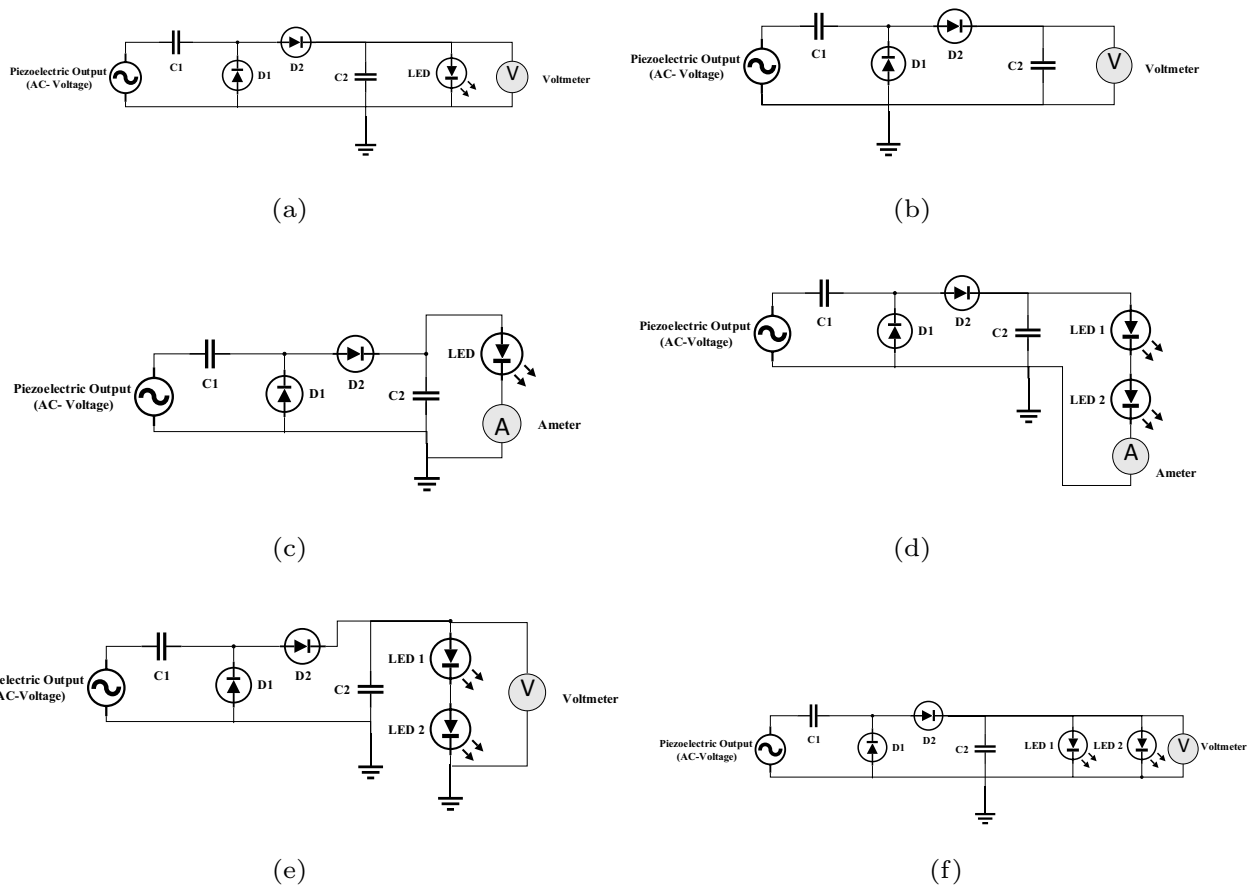 Piezoelectric Output
(AC- Voltage)
C1
D1
D2
C2
LED
V
Voltmeter
(a)
Piezoelectric Output
(AC- Voltage)
C1
D1
D2
C2
V
Voltmeter
(b)
Piezoelectric Output
(AC- Voltage)
C1
D1
D2
C2
LED
A
Ameter
(c)
Piezoelectric Output
(AC-Voltage)
C1
D1
D2
C2
LED 1
LED 2
A
Ameter
(d)
electric Output
AC-Voltage)
C1
D1
D2
C2
LED 1
LED 2
V
Voltmeter
(e)
Piezoelectric Output
(AC-Voltage)
C1
D1
D2
C2
LED 1
LED 2
V
Voltmeter
(f)